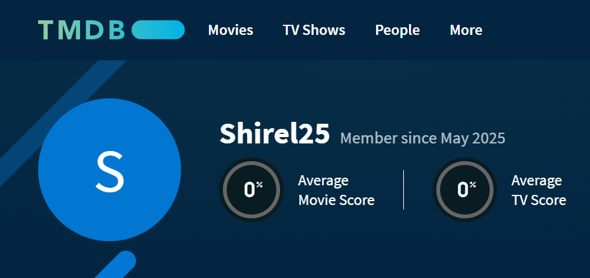 TMDB Movies TV Shows People More
S
Shirel25 Member since May 2025
0% Average Movie Score
0% Average TV Score